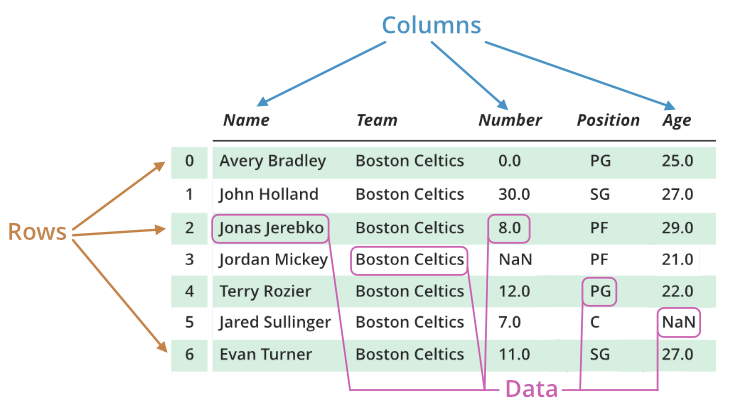 Columns
Name Team Number Position Age
0 Avery Bradley Boston Celtics 0.0 PG 25.0
1 John Holland Boston Celtics 30.0 SG 27.0
Rows
2 Jonas Jerebko Boston Celtics 8.0 PF 29.0
3 Jordan Mickey Boston Celtics NaN PF 21.0
4 Terry Rozier Boston Celtics 12.0 PG 22.0
5 Jared Sullinger Boston Celtics 7.0 C NaN
6 Evan Turner Boston Celtics 11.0 SG 27.0
Data